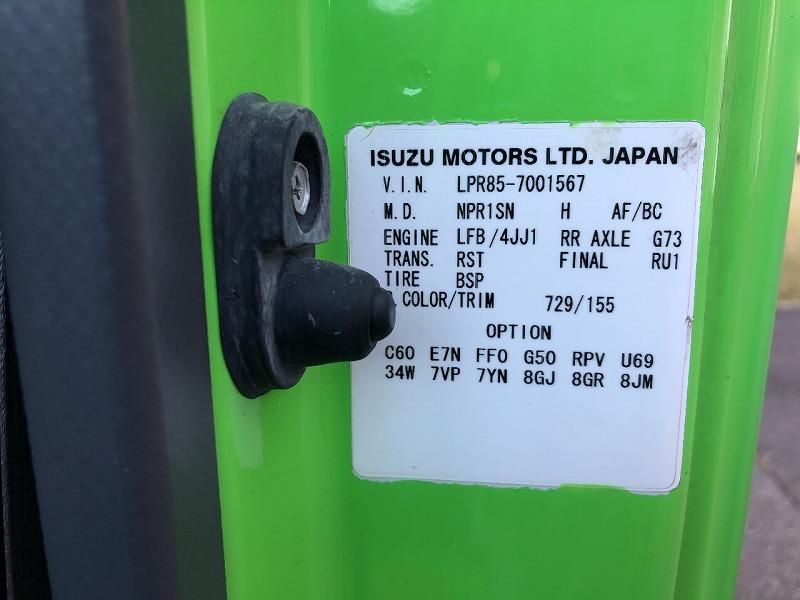 ISUZU MOTORS LTD. JAPAN
V.I.N. LPR85-7001567
M.D. NPR1SN H AF/BC
ENGINE LFB/4JJ1 RR AXLE G73
TRANS. RST FINAL RU1
TIRE BSP
COLOR/TRIM 729/155
OPTION
C60 E7N FF0 G50 RPV U69
34W 7VP 7YN 8GJ 8GR 8JM